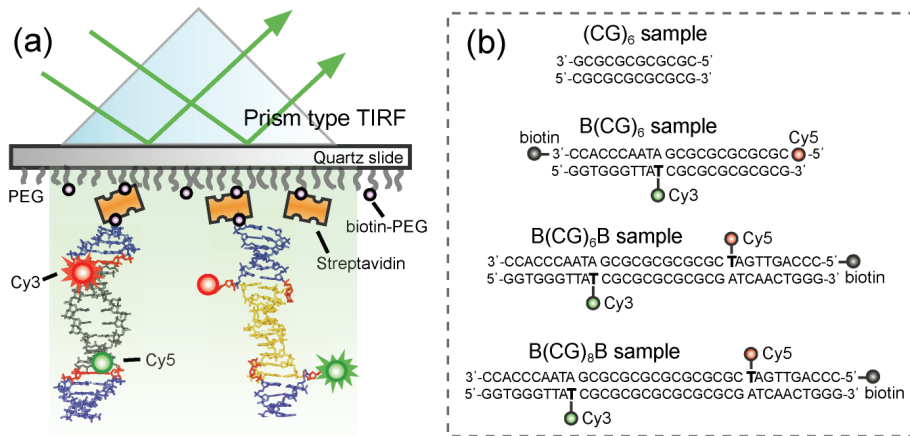 (a)
Prism type TIRF
Quartz slide
PEG
biotin-PEG
Streptavidin
Cy3
Cy5
(b)
(CG)6 sample
3'-GCGCGCGCGCGC-5'
5'-CGCGCGCGCGCG-3'
B(CG)6 sample
biotin
Cy5
3'-CCACCCAATA GCGCGCGCGCGC -5'
5'-GGTGGGTTAT CGCGCGCGCGCG-3'
Cy3
B(CG)6B sample
Cy5
3'-CCACCCAATA GCGCGCGCGCGC TAGTTGACCC-5'
5'-GGTGGGTTAT CGCGCGCGCGCG ATCAACTGGG-3'
biotin
Cy3
B(CG)8B sample
Cy5
3'-CCACCCAATA GCGCGCGCGCGCGCGC TAGTTGACCC-5'
5'-GGTGGGTTAT CGCGCGCGCGCGCGCG ATCAACTGGG-3'
biotin
Cy3